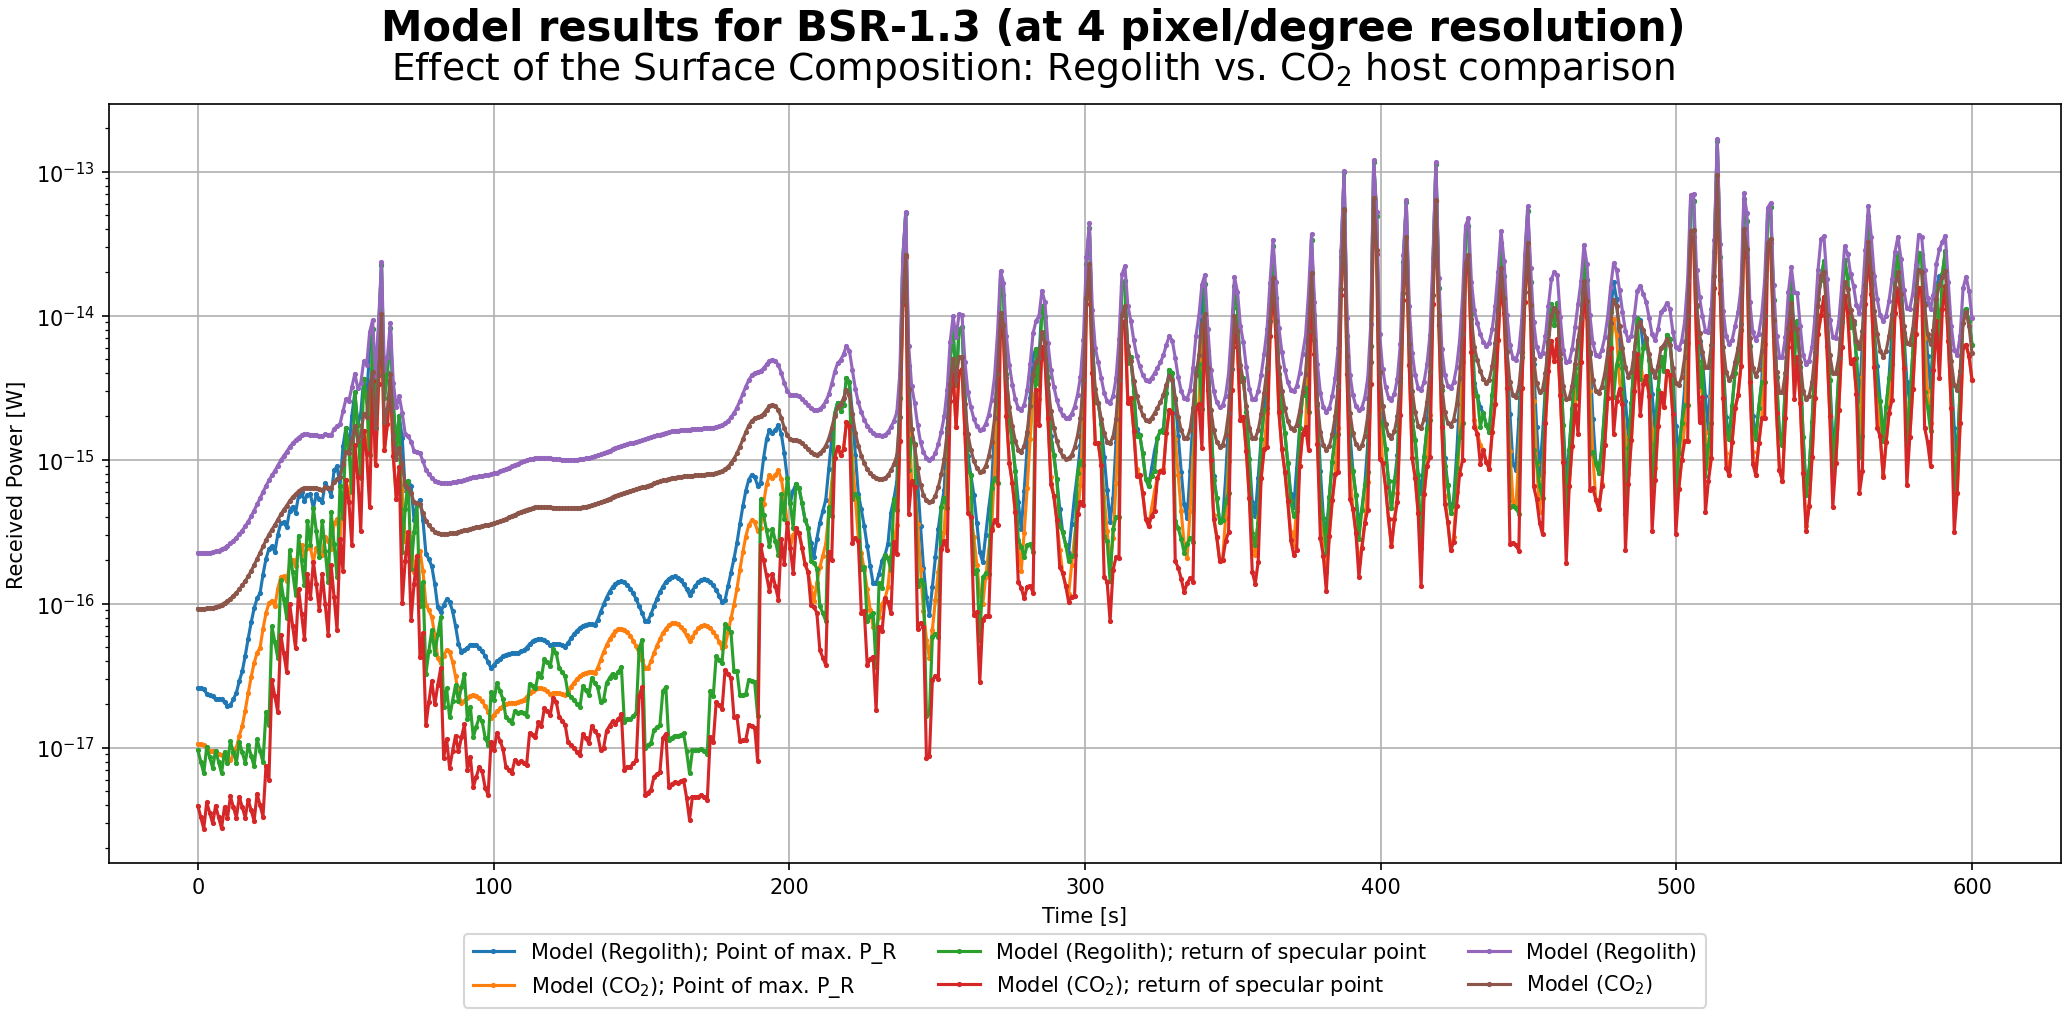 Model results for BSR-1.3 (at 4 pixel/degree resolution)
Effect of the Surface Composition: Regolith vs. CO₂ host comparison
Received Power [W]
10⁻¹³
10⁻¹⁴
10⁻¹⁵
10⁻¹⁶
10⁻¹⁷
0 100 200 300 400 500 600
Time [s]
Model (Regolith); Point of max. P_R
Model (CO₂); Point of max. P_R
Model (Regolith); return of specular point
Model (CO₂); return of specular point
Model (Regolith)
Model (CO₂)